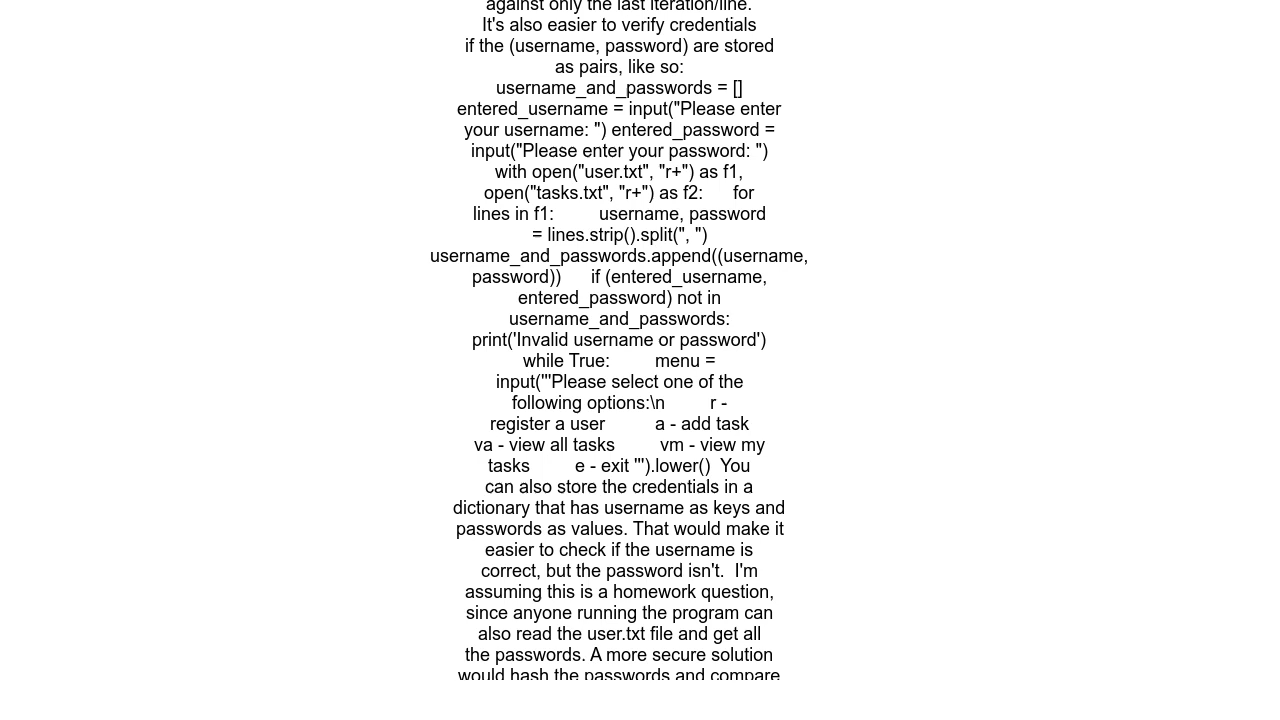 against only the last iteration/line.
It's also easier to verify credentials
if the (username, password) are stored
as pairs, like so:
username_and_passwords = []
entered_username = input("Please enter
your username: ") entered_password =
input("Please enter your password: ")
with open("user.txt", "r+") as f1,
open("tasks.txt", "r+") as f2:      for
lines in f1:         username, password
= lines.strip().split(", ")
username_and_passwords.append((username,
password))      if (entered_username,
entered_password) not in
username_and_passwords:
print('Invalid username or password')
while True:         menu =
input('''Please select one of the
following options:\n         r -
register a user          a - add task
va - view all tasks         vm - view my
tasks         e - exit ''').lower()  You
can also store the credentials in a
dictionary that has username as keys and
passwords as values. That would make it
easier to check if the username is
correct, but the password isn't.  I'm
assuming this is a homework question,
since anyone running the program can
also read the user.txt file and get all
the passwords. A more secure solution
would hash the passwords and compare